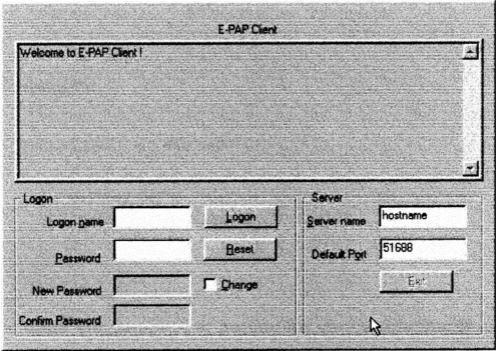 E-PAP Client
Welcome to E-PAP Client !
Logon
Logon name
Logon
Password
Reset
New Password
Change
Confirm Password
Server
Server name
hostname
Default Port
51688
Exit